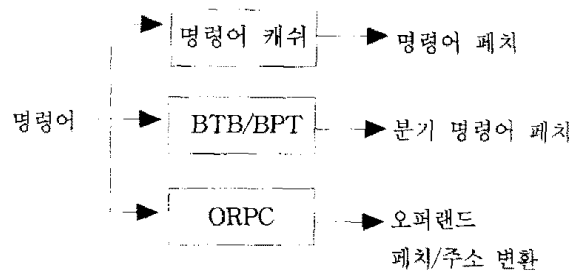 명령어 캐쉬
명령어 페치
명령어
BTB/BPT
분기 명령어 페치
ORPC
오퍼랜드
페치/주소 변환